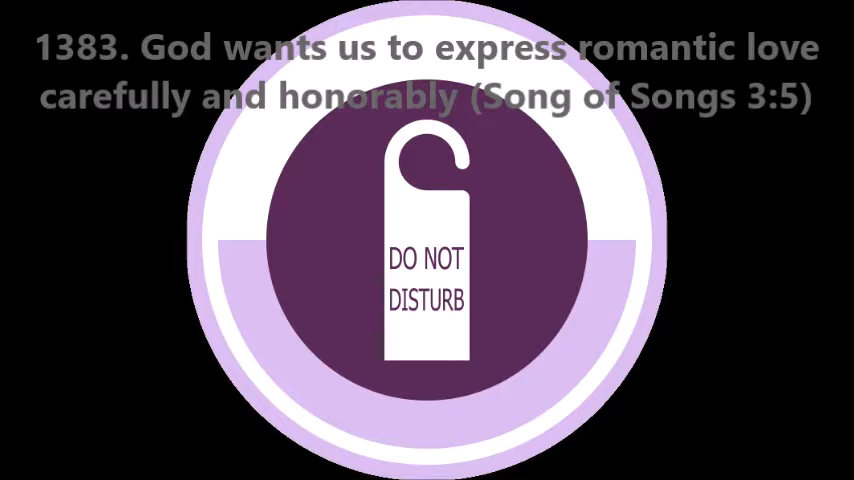 1383. God wants us to express romantic love
carefully and honorably (Song of Songs 3:5)
DO NOT
DISTURB